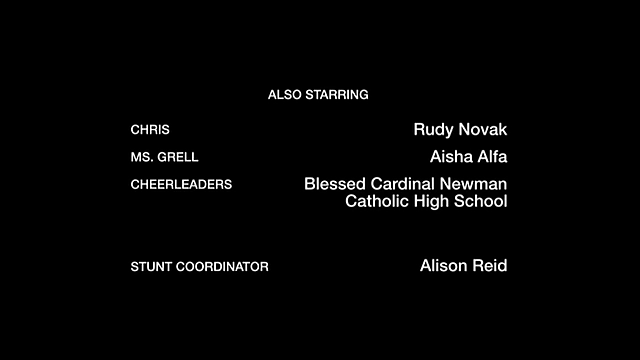 ALSO STARRING
CHRIS Rudy Novak
MS. GRELL Aisha Alfa
CHEERLEADERS Blessed Cardinal Newman
Catholic High School
STUNT COORDINATOR Alison Reid